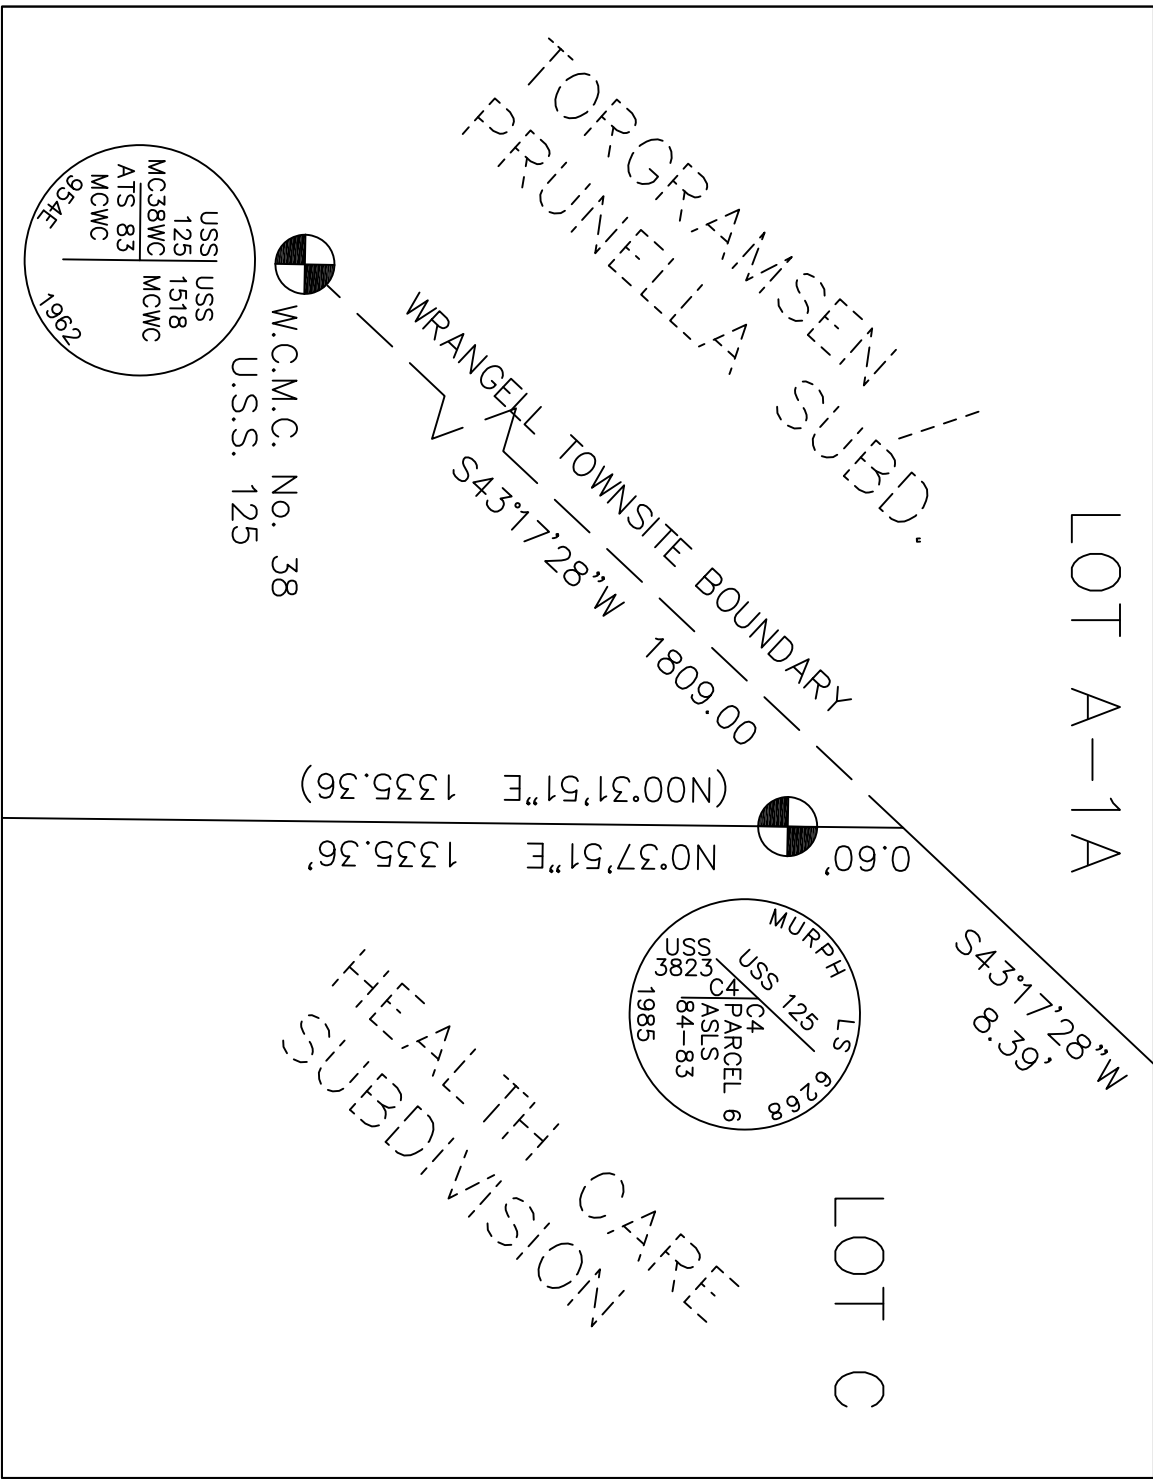 LOT A-1A
TORGRAMSEN
PRUNELLA SUBD.
WRANGELL TOWNSITE BOUNDARY
S43°17'28"W 1809.00
S43°17'28"W
8.39'
LOT C
W.C.M.C. No. 38
U.S.S. 125
USS
125
MC38WC
ATS 83
MCWC
USS
1518
MCWC
954E
1962
(N00°31'51"E 1335.36)
N0°37'51"E 1335.36'
0.60'
MURPH LS 6268
USS 125
C4
C4
PARCEL 6
ASLS
84-83
USS
3823
1985
HEALTH CARE
SUBDIVISION